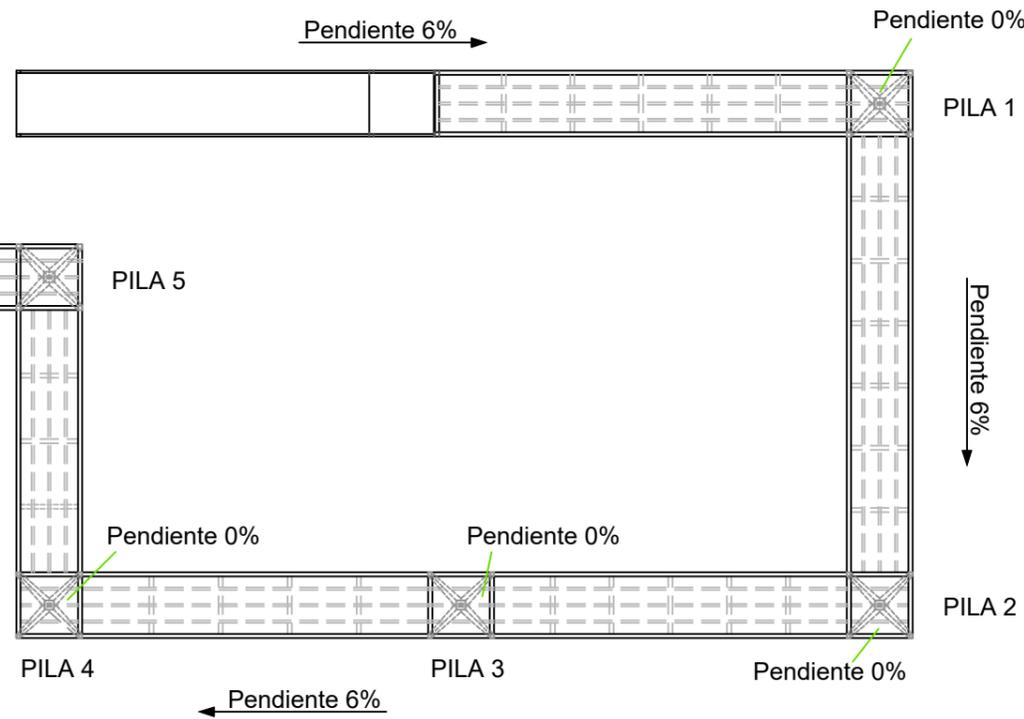 Pendiente 0%
Pendiente 6%
PILA 1
PILA 5
Pendiente 6%
Pendiente 0%
Pendiente 0%
PILA 2
PILA 4
PILA 3
Pendiente 0%
Pendiente 6%